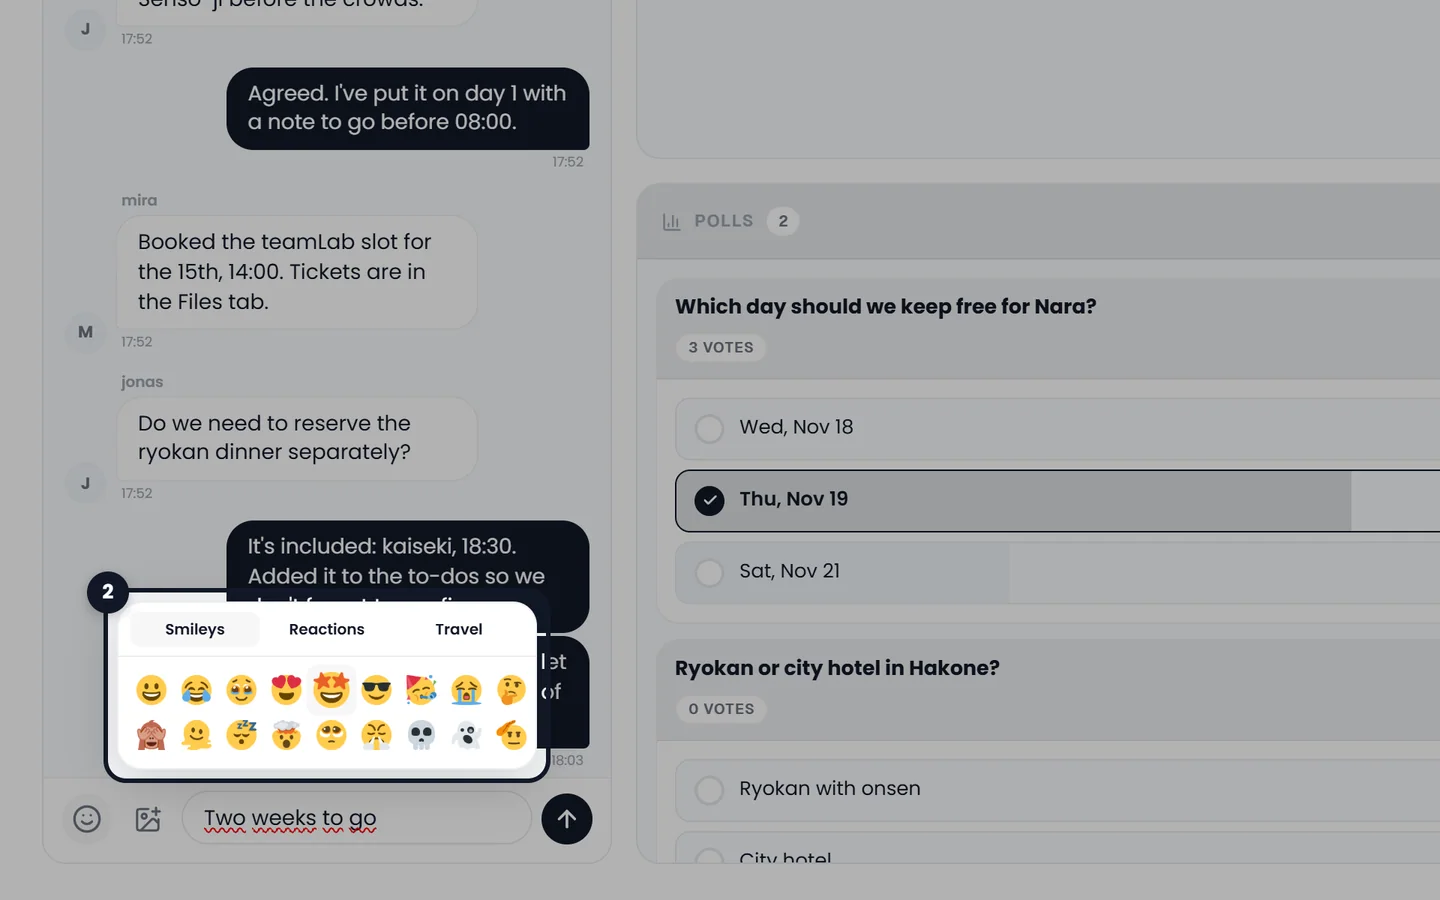 J
17:52
Agreed. I've put it on day 1 with
a note to go before 08:00.
17:52
mira
Booked the teamLab slot for
the 15th, 14:00. Tickets are in
the Files tab.
M
17:52
jonas
Do we need to reserve the
ryokan dinner separately?
J
17:52
It's included: kaiseki, 18:30.
Added it to the to-dos so we
2
Smileys
Reactions
Travel
of
18:03
Two weeks to go
POLLS
2
Which day should we keep free for Nara?
3 VOTES
Wed, Nov 18
Thu, Nov 19
Sat, Nov 21
Ryokan or city hotel in Hakone?
0 VOTES
Ryokan with onsen
City hotel